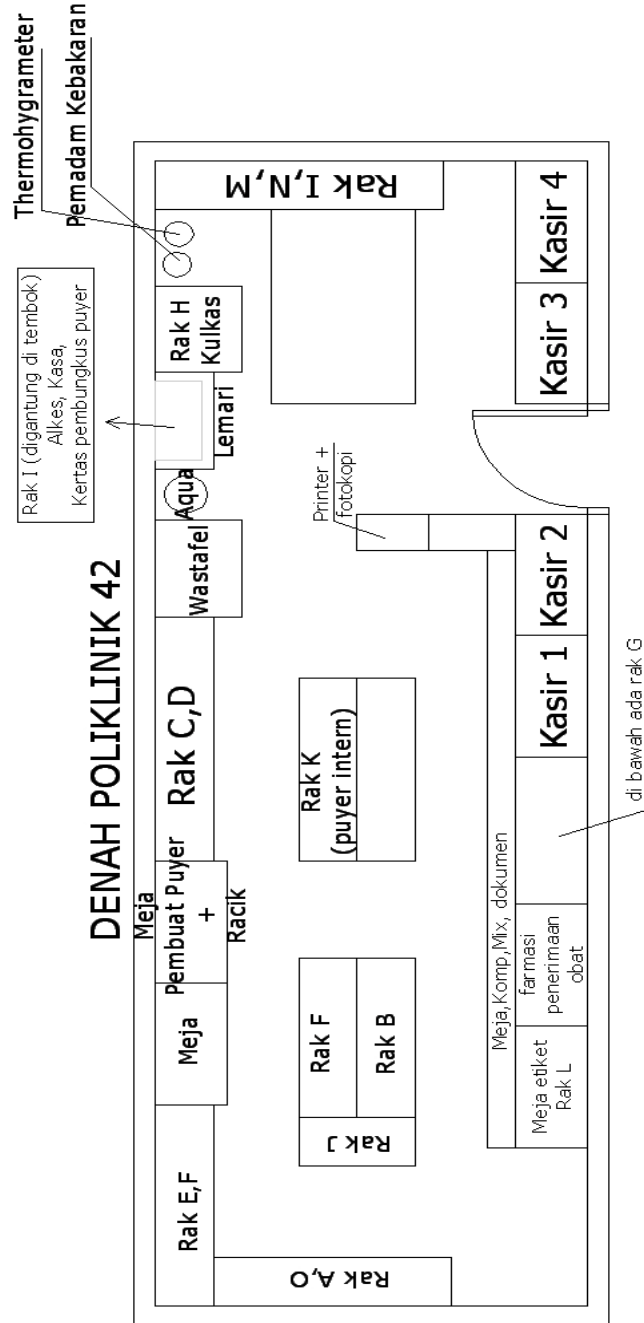 DENAH POLIKLINIK 42
Rak I (digantung di tembok)
Alkes, Kasa,
Kertas pembungkus puyer
Thermohygrameter
Pemadam Kebakaran
Rak E,F
Meja
Meja
Pembuat Puyer
+
Racik
Rak C,D
Wastafel
Aqua
Lemari
Rak H
Kulkas
Rak I,N,M
Rak A,O
Rak J
Rak F
Rak B
Rak K
(puyer intern)
Printer +
fotokopi
Meja,Komp,Mix, dokumen
Meja etiket
Rak L
farmasi
penerimaan
obat
Kasir 1
Kasir 2
Kasir 3
Kasir 4
di bawah ada rak G